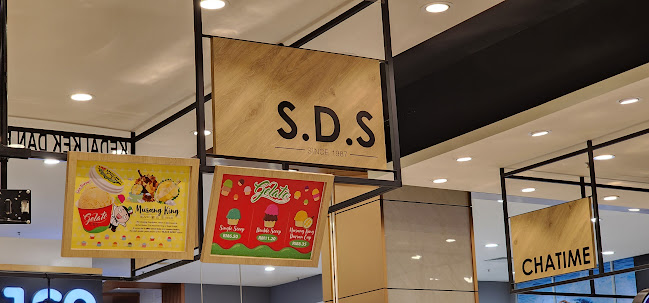 S.D.S
SINCE 1987
KEDAI KEK DAN
Musang King
Gelato
Gelato
Single Scoop
Double Scoop
Musang King
Durian Cup
CHATIME